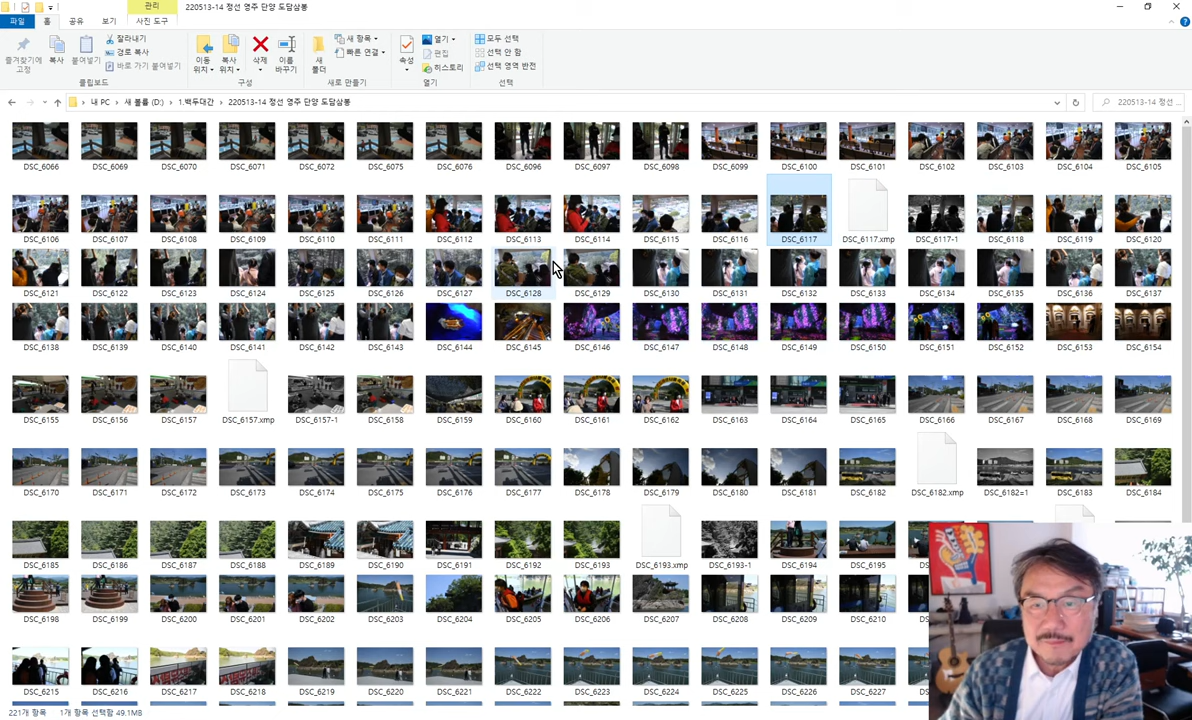 관리
220513-14 정선 영주 단양 도담삼봉
파일
홈
공유
보기
사진 도구
즐겨찾기에 고정
복사
붙여넣기
잘라내기
경로 복사
바로 가기 붙여넣기
클립보드
이동 위치
복사 위치
삭제
이름 바꾸기
구성
새 폴더
새 항목
빠른 연결
새로 만들기
속성
열기
편집
히스토리
열기
모두 선택
선택 안 함
선택 영역 반전
선택
내 PC > 새 볼륨 (D:) > 1.백두대간 > 220513-14 정선 영주 단양 도담삼봉
220513-14 정선 ...
DSC_6066 DSC_6069 DSC_6070 DSC_6071 DSC_6072 DSC_6075 DSC_6076 DSC_6096 DSC_6097 DSC_6098 DSC_6099 DSC_6100 DSC_6101 DSC_6102 DSC_6103 DSC_6104 DSC_6105
DSC_6106 DSC_6107 DSC_6108 DSC_6109 DSC_6110 DSC_6111 DSC_6112 DSC_6113 DSC_6114 DSC_6115 DSC_6116 DSC_6117 DSC_6117.xmp DSC_6117-1 DSC_6118 DSC_6119 DSC_6120
DSC_6121 DSC_6122 DSC_6123 DSC_6124 DSC_6125 DSC_6126 DSC_6127 DSC_6128 DSC_6129 DSC_6130 DSC_6131 DSC_6132 DSC_6133 DSC_6134 DSC_6135 DSC_6136 DSC_6137
DSC_6138 DSC_6139 DSC_6140 DSC_6141 DSC_6142 DSC_6143 DSC_6144 DSC_6145 DSC_6146 DSC_6147 DSC_6148 DSC_6149 DSC_6150 DSC_6151 DSC_6152 DSC_6153 DSC_6154
DSC_6155 DSC_6156 DSC_6157 DSC_6157.xmp DSC_6157-1 DSC_6158 DSC_6159 DSC_6160 DSC_6161 DSC_6162 DSC_6163 DSC_6164 DSC_6165 DSC_6166 DSC_6167 DSC_6168 DSC_6169
DSC_6170 DSC_6171 DSC_6172 DSC_6173 DSC_6174 DSC_6175 DSC_6176 DSC_6177 DSC_6178 DSC_6179 DSC_6180 DSC_6181 DSC_6182 DSC_6182.xmp DSC_6182=1 DSC_6183 DSC_6184
DSC_6185 DSC_6186 DSC_6187 DSC_6188 DSC_6189 DSC_6190 DSC_6191 DSC_6192 DSC_6193 DSC_6193.xmp DSC_6193-1 DSC_6194 DSC_6195
DSC_6198 DSC_6199 DSC_6200 DSC_6201 DSC_6202 DSC_6203 DSC_6204 DSC_6205 DSC_6206 DSC_6207 DSC_6208 DSC_6209 DSC_6210
DSC_6215 DSC_6216 DSC_6217 DSC_6218 DSC_6219 DSC_6220 DSC_6221 DSC_6222 DSC_6223 DSC_6224 DSC_6225 DSC_6226 DSC_6227
221개 항목 1개 항목 선택함 49.1MB